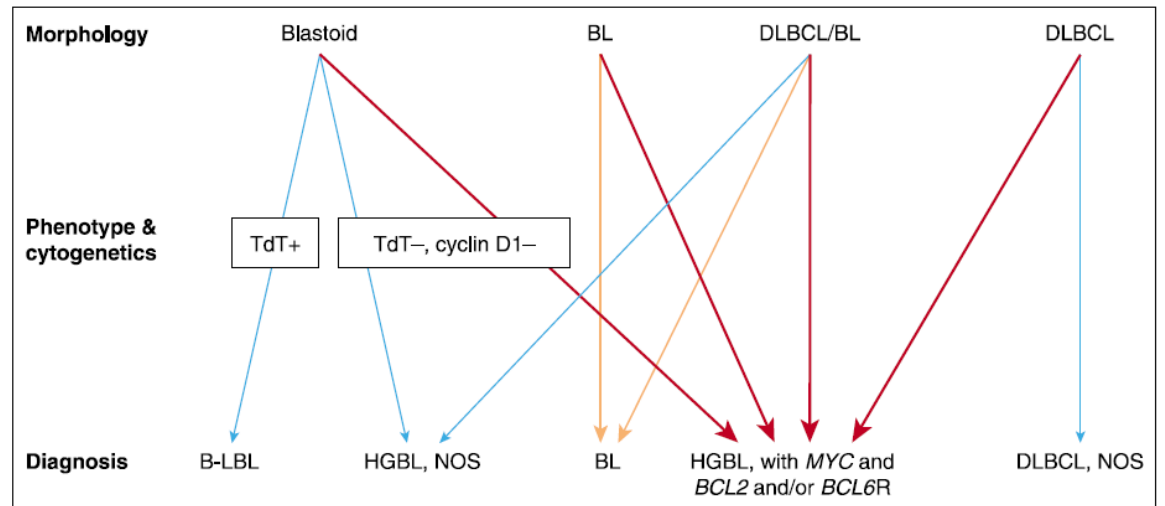 Morphology Blastoid BL DLBCL/BL DLBCL
Phenotype &
cytogenetics
TdT+ TdT–, cyclin D1–
Diagnosis B-LBL HGBL, NOS BL HGBL, with MYC and DLBCL, NOS
BCL2 and/or BCL6R